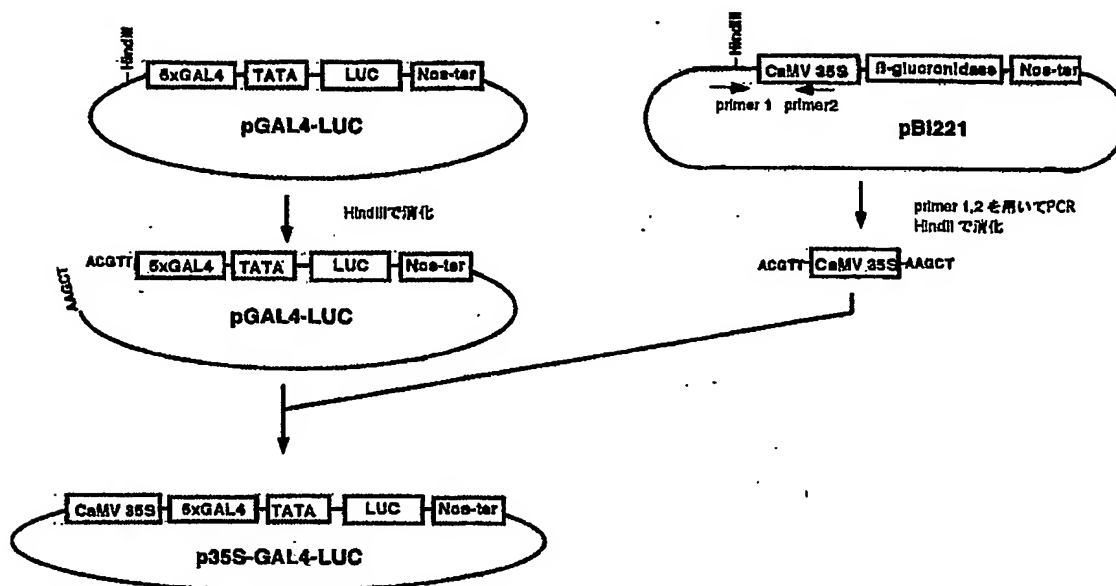 HindIII
5xGAL4 TATA LUC Nos-ter
pGAL4-LUC
HindIIIで消化
ACGTT 5xGAL4 TATA LUC Nos-ter
AAGCT
pGAL4-LUC
HindIII
CaMV 35S β-glucronidase Nos-ter
primer 1 primer2
pBI221
primer 1,2 を用いてPCR
HindIII で消化
ACGTT CaMV 35S AAGCT
CaMV 35S 5xGAL4 TATA LUC Nos-ter
p35S-GAL4-LUC